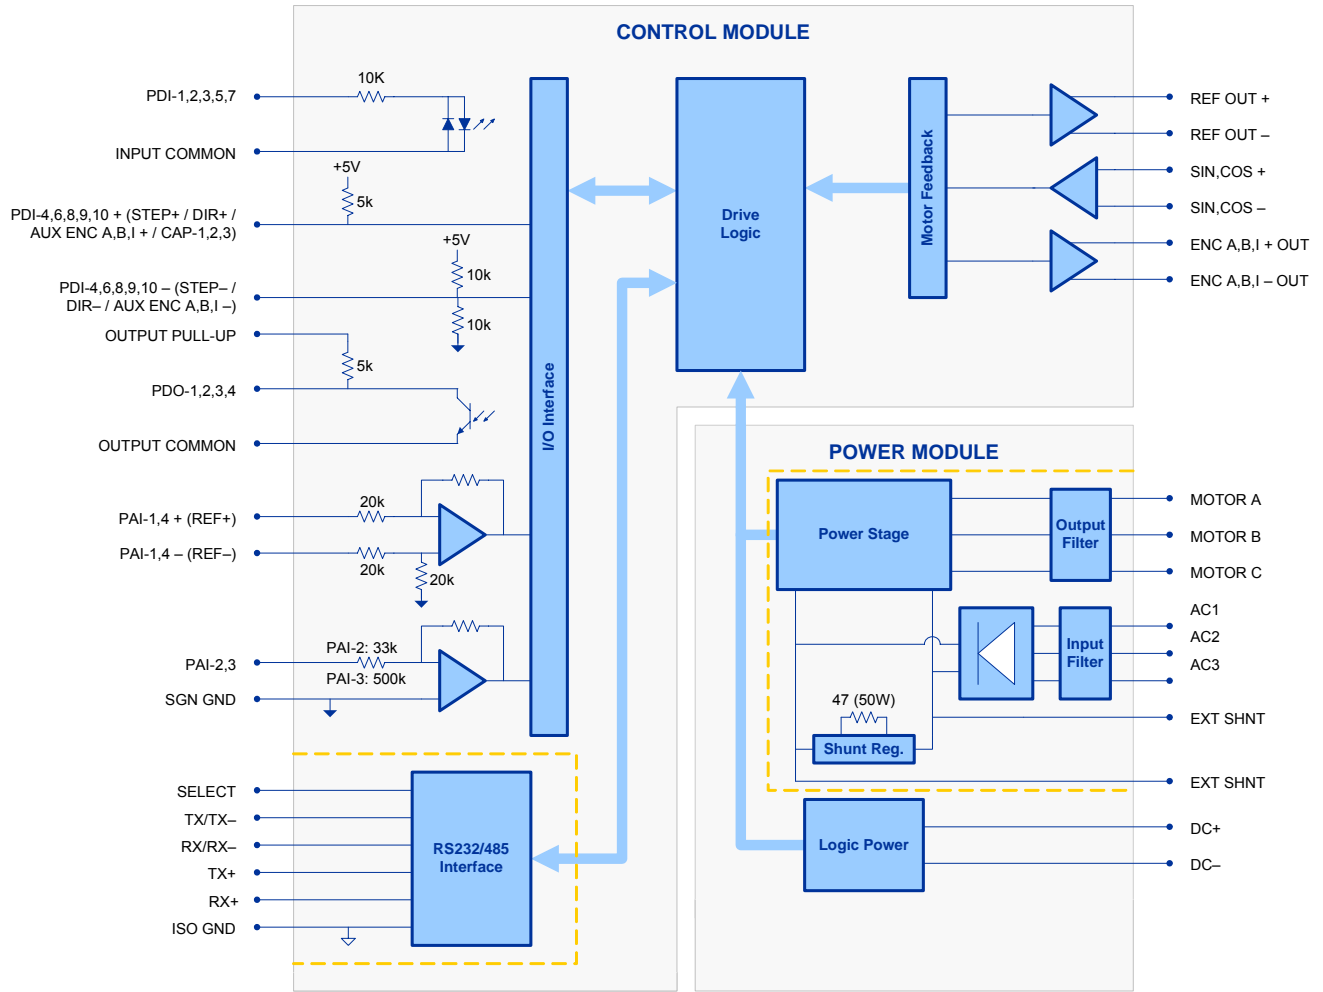 CONTROL MODULE
PDI-1,2,3,5,7
10K
INPUT COMMON
+5V
5k
PDI-4,6,8,9,10 + (STEP+ / DIR+ /
AUX ENC A,B,I + / CAP-1,2,3)
+5V
10k
PDI-4,6,8,9,10 – (STEP– /
DIR– / AUX ENC A,B,I –)
10k
OUTPUT PULL-UP
5k
PDO-1,2,3,4
OUTPUT COMMON
20k
PAI-1,4 + (REF+)
PAI-1,4 – (REF–)
20k
20k
PAI-2: 33k
PAI-2,3
PAI-3: 500k
SGN GND
I/O Interface
SELECT
TX/TX–
RX/RX–
TX+
RX+
ISO GND
RS232/485
Interface
Drive
Logic
Motor Feedback
REF OUT +
REF OUT –
SIN,COS +
SIN,COS –
ENC A,B,I + OUT
ENC A,B,I – OUT
POWER MODULE
Power Stage
Output
Filter
MOTOR A
MOTOR B
MOTOR C
Input
Filter
AC1
AC2
AC3
47 (50W)
Shunt Reg.
EXT SHNT
EXT SHNT
Logic Power
DC+
DC–